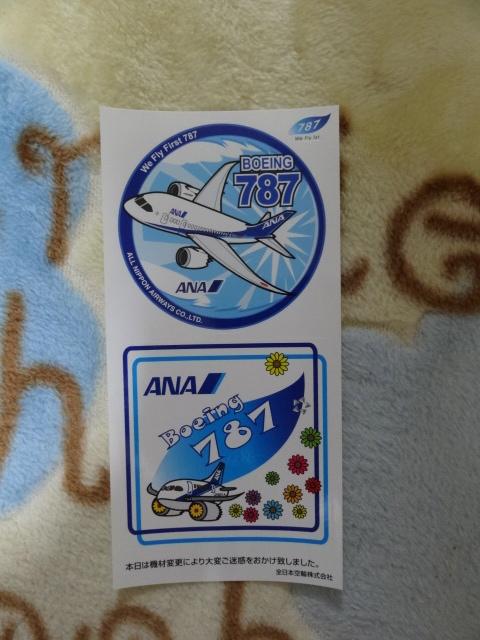 787
We Fly 1st
We Fly First 787
BOEING
787
ANA
ANA
ANA
ALL NIPPON AIRWAYS CO.,LTD.
ANA
Boeing
787
本日は機材変更により大変ご迷惑をおかけ致しました。
全日本空輸株式会社